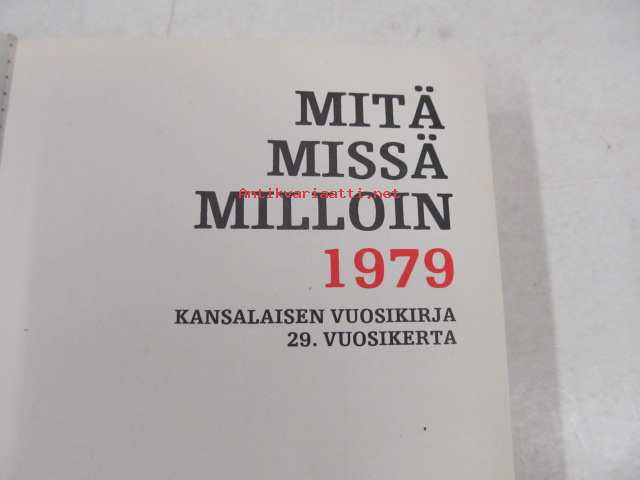 MITÄ
MISSÄ
Antikvariaatti.net
MILLOIN
1979
KANSALAISEN VUOSIKIRJA
29. VUOSIKERTA